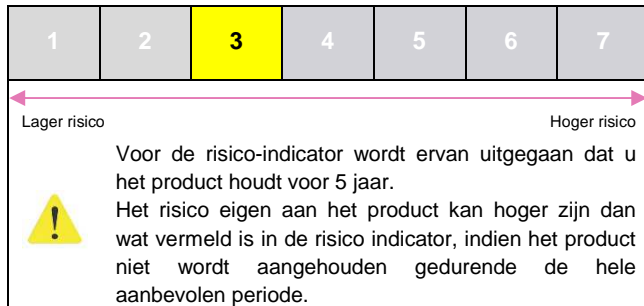 1 2 3 4 5 6 7
Lager risico Hoger risico
Voor de risico-indicator wordt ervan uitgegaan dat u
het product houdt voor 5 jaar.
Het risico eigen aan het product kan hoger zijn dan
wat vermeld is in de risico indicator, indien het product
niet wordt aangehouden gedurende de hele
aanbevolen periode.